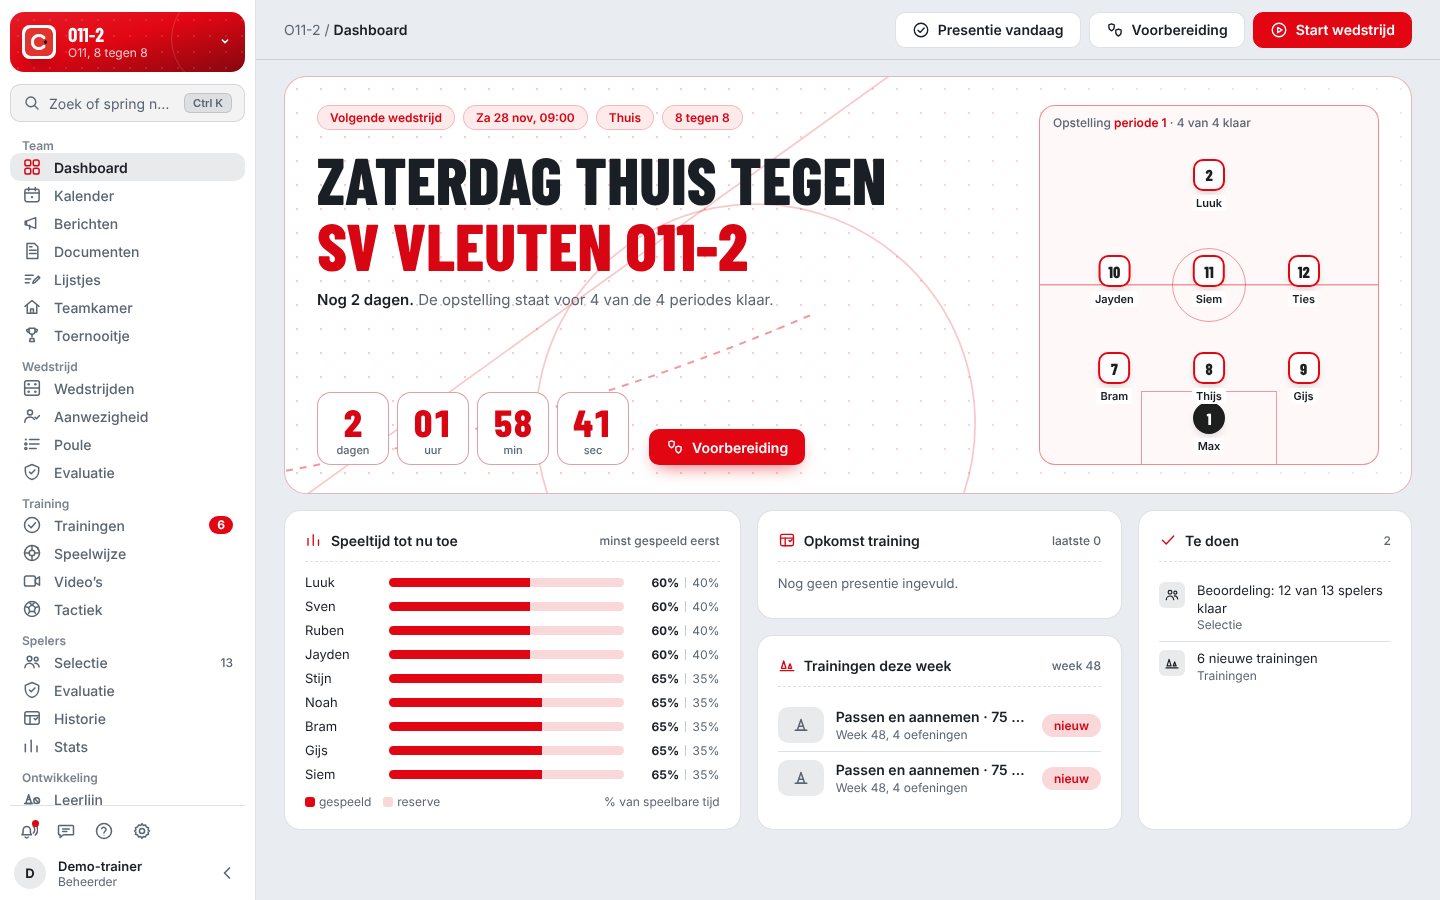 O11-2
O11, 8 tegen 8
Zoek of spring n...
Ctrl K
Team
Dashboard
Kalender
Berichten
Documenten
Lijstjes
Teamkamer
Toernooitje
Wedstrijd
Wedstrijden
Aanwezigheid
Poule
Evaluatie
Training
Trainingen 6
Speelwijze
Video's
Tactiek
Spelers
Selectie 13
Evaluatie
Historie
Stats
Ontwikkeling
Leerlijn
D
Demo-trainer
Beheerder
O11-2 / Dashboard
Presentie vandaag
Voorbereiding
Start wedstrijd
Volgende wedstrijd
Za 28 nov, 09:00
Thuis
8 tegen 8
ZATERDAG THUIS TEGEN
SV VLEUTEN O11-2
Nog 2 dagen. De opstelling staat voor 4 van de 4 periodes klaar.
2 dagen
01 uur
58 min
41 sec
Voorbereiding
Opstelling periode 1 · 4 van 4 klaar
2
Luuk
10 11 12
Jayden Siem Ties
7 8 9
Bram Thijs Gijs
1
Max
Speeltijd tot nu toe minst gespeeld eerst
Luuk 60% 40%
Sven 60% 40%
Ruben 60% 40%
Jayden 60% 40%
Stijn 65% 35%
Noah 65% 35%
Bram 65% 35%
Gijs 65% 35%
Siem 65% 35%
gespeeld reserve % van speelbare tijd
Opkomst training laatste 0
Nog geen presentie ingevuld.
Trainingen deze week week 48
Passen en aannemen · 75 ...
Week 48, 4 oefeningen
nieuw
Passen en aannemen · 75 ...
Week 48, 4 oefeningen
nieuw
Te doen 2
Beoordeling: 12 van 13 spelers
klaar
Selectie
6 nieuwe trainingen
Trainingen